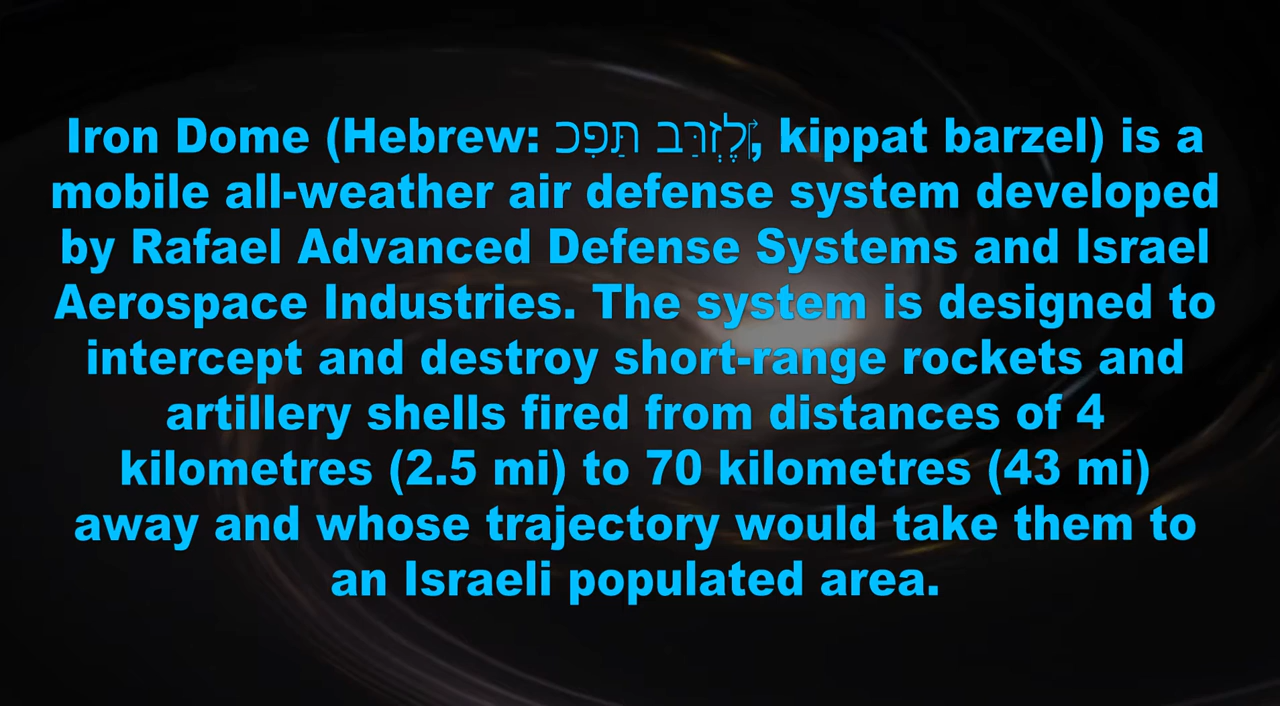 Iron Dome (Hebrew: כִּפַּת בַּרְזֶל, kippat barzel) is a
mobile all-weather air defense system developed
by Rafael Advanced Defense Systems and Israel
Aerospace Industries. The system is designed to
intercept and destroy short-range rockets and
artillery shells fired from distances of 4
kilometres (2.5 mi) to 70 kilometres (43 mi)
away and whose trajectory would take them to
an Israeli populated area.